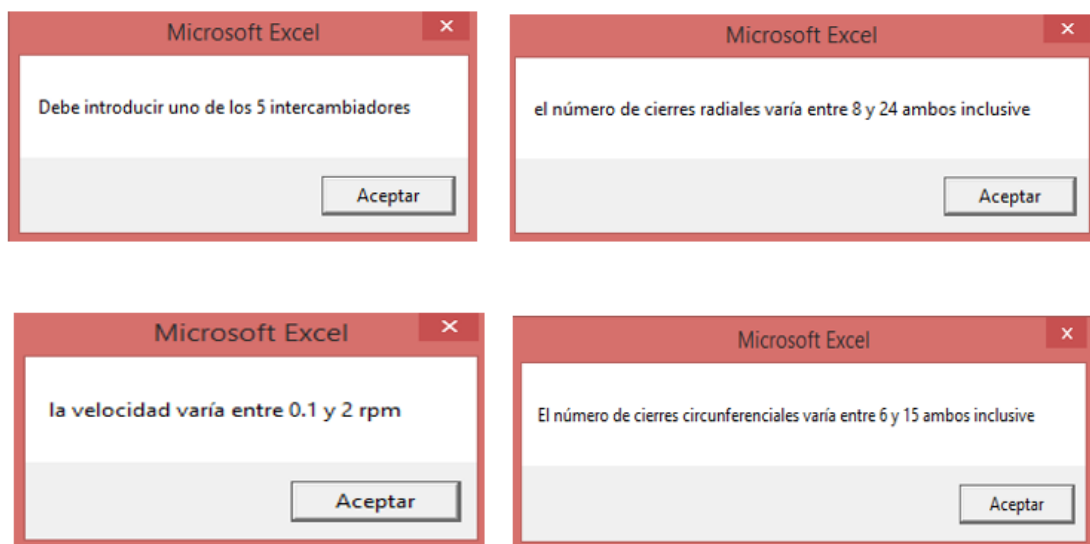 Microsoft Excel
x
Debe introducir uno de los 5 intercambiadores
Aceptar
Microsoft Excel
x
el número de cierres radiales varía entre 8 y 24 ambos inclusive
Aceptar
Microsoft Excel
x
la velocidad varía entre 0.1 y 2 rpm
Aceptar
Microsoft Excel
x
El número de cierres circunferenciales varía entre 6 y 15 ambos inclusive
Aceptar